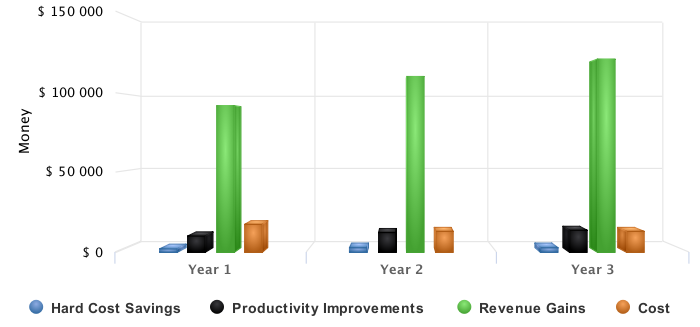 $ 150 000
$ 100 000
$ 50 000
$ 0
Money
Year 1
Year 2
Year 3
Hard Cost Savings
Productivity Improvements
Revenue Gains
Cost